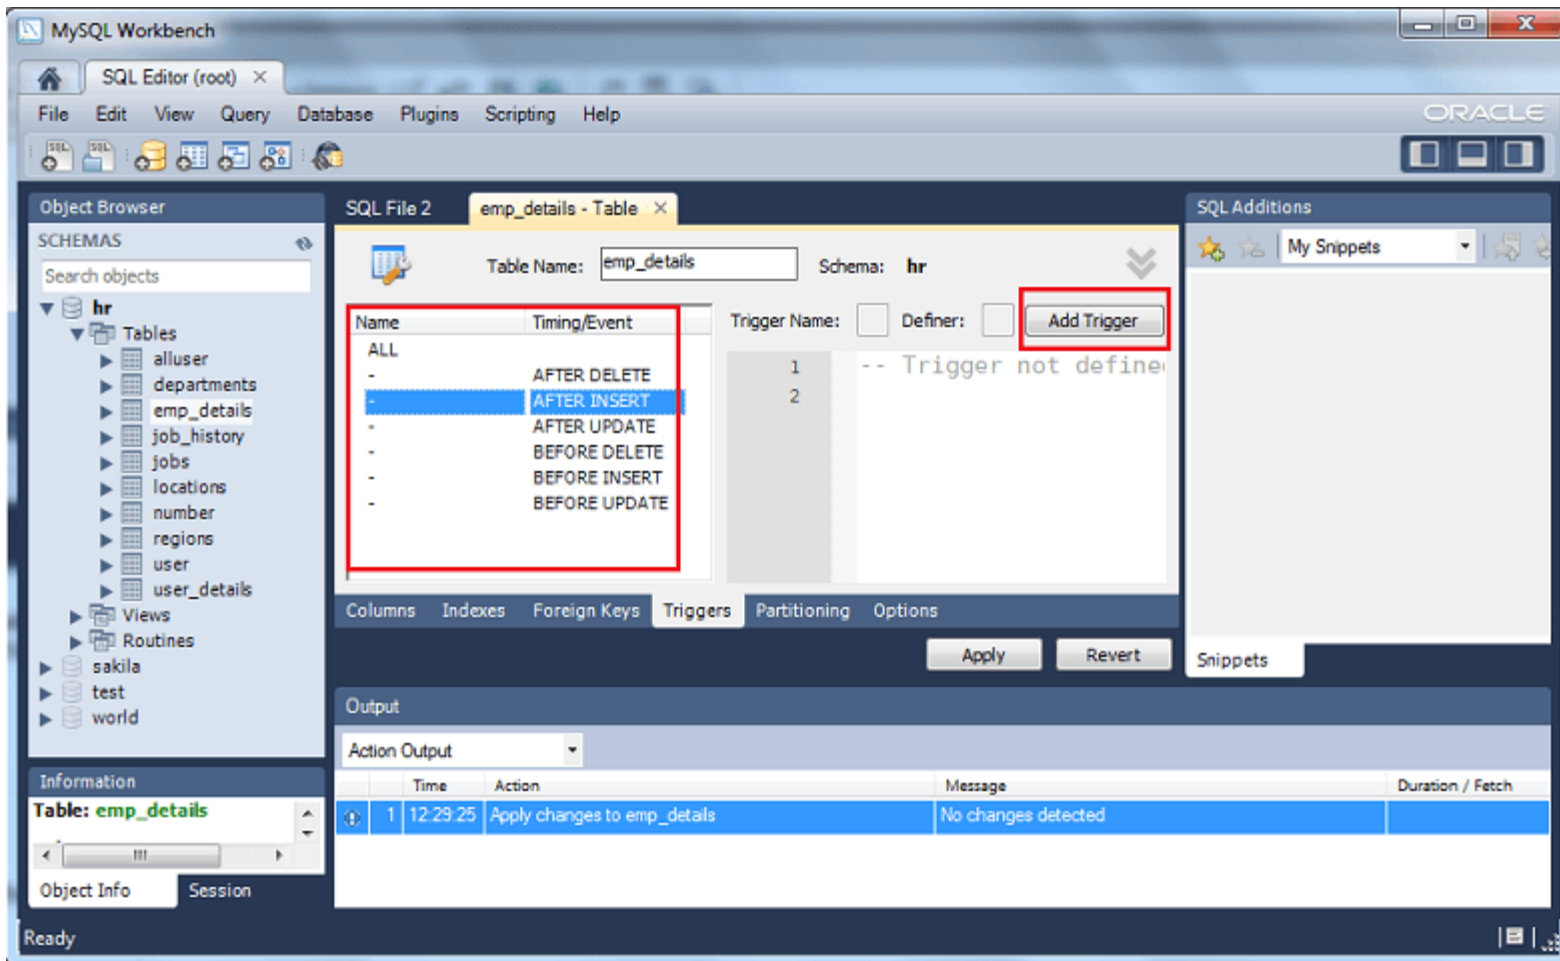 MySQL Workbench
SQL Editor (root)
File Edit View Query Database Plugins Scripting Help
ORACLE
Object Browser
SCHEMAS
Search objects
hr
Tables
alluser
departments
emp_details
job_history
jobs
locations
number
regions
user
user_details
Views
Routines
sakila
test
world
Information
Table: emp_details
Object Info Session
SQL File 2 emp_details - Table
Table Name: emp_details Schema: hr
Name Timing/Event
ALL
- AFTER DELETE
- AFTER INSERT
- AFTER UPDATE
- BEFORE DELETE
- BEFORE INSERT
- BEFORE UPDATE
Trigger Name: Definer: Add Trigger
1 -- Trigger not define
2
Columns Indexes Foreign Keys Triggers Partitioning Options
Apply Revert
SQL Additions
My Snippets
Snippets
Output
Action Output
Time Action Message Duration / Fetch
1 12:29:25 Apply changes to emp_details No changes detected
Ready